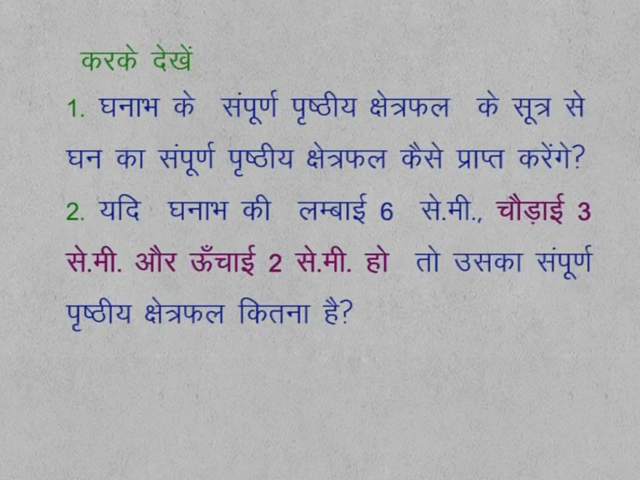 करके देखें
1. घनाभ के संपूर्ण पृष्ठीय क्षेत्रफल के सूत्र से
घन का संपूर्ण पृष्ठीय क्षेत्रफल कैसे प्राप्त करेंगे?
2. यदि घनाभ की लम्बाई 6 से.मी., चौड़ाई 3
से.मी. और ऊँचाई 2 से.मी. हो तो उसका संपूर्ण
पृष्ठीय क्षेत्रफल कितना है?